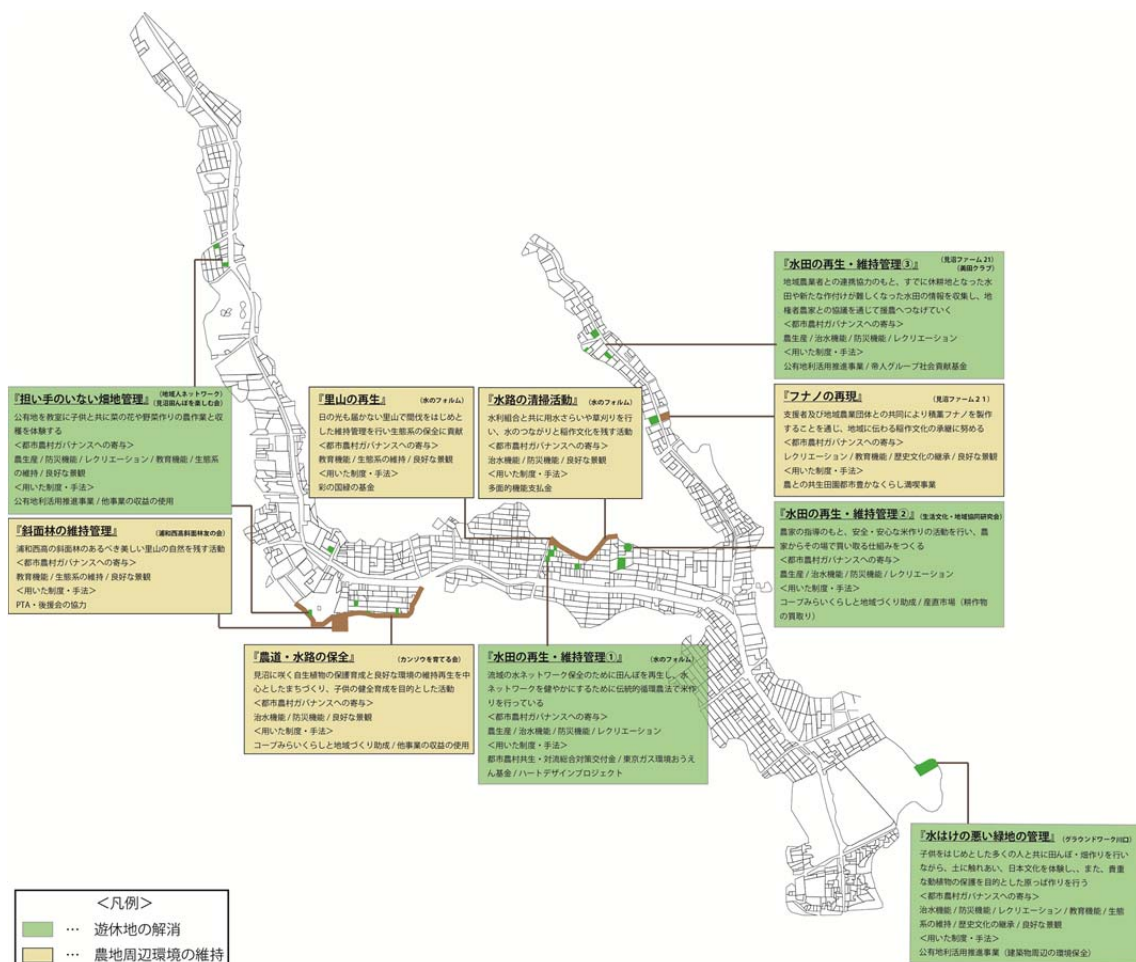 『水田の再生・維持管理③』 (見沼ファーム21)
(眞田クラブ)
地域農業者との連携協力のもと、すでに休耕地となった水
田や新たな作付けが難しくなった水田の情報を収集し、地
権者農家との協議を通じて援農へつなげていく
<都市農村ガバナンスへの寄与>
農生産 / 治水機能 / 防災機能 / レクリエーション
<用いた制度・手法>
公有地利活用推進事業 / 帝人グループ社会貢献基金
『担い手のいない畑地管理』 (地域人ネットワーク)
(見沼田んぼを楽しむ会)
公有地を教室に子供と共に菜の花や野菜作りの農作業と収
穫を体験する
<都市農村ガバナンスへの寄与>
農生産 / 防災機能 / レクリエーション / 教育機能 / 生態系
の維持 / 良好な景観
<用いた制度・手法>
公有地利活用推進事業 / 他事業の収益の使用
『里山の再生』 (水のフォルム)
日の光も届かない里山で間伐をはじめと
した維持管理を行い生態系の保全に貢献
<都市農村ガバナンスへの寄与>
教育機能 / 生態系の維持 / 良好な景観
<用いた制度・手法>
彩の国緑の基金
『水路の清掃活動』 (水のフォルム)
水利組合と共に用水さらいや草刈りを行
い、水のつながりと稲作文化を残す活動
<都市農村ガバナンスへの寄与>
治水機能 / 防災機能 / 良好な景観
<用いた制度・手法>
多面的機能支払金
『フナノの再現』 (見沼ファーム21)
支援者及び地域農業団体との共同により積藁フナノを製作
することを通じ、地域に伝わる稲作文化の承継に努める
<都市農村ガバナンスへの寄与>
レクリエーション / 教育機能 / 歴史文化の継承 / 良好な景観
<用いた制度・手法>
農との共生田園都市豊かなくらし満喫事業
『水田の再生・維持管理②』 (生活文化・地域協同研究会)
農家の指導のもと、安全・安心な米作りの活動を行い、農
家からその場で買い取る仕組みをつくる
<都市農村ガバナンスへの寄与>
農生産 / 治水機能 / 防災機能 / レクリエーション
<用いた制度・手法>
コープみらいくらしと地域づくり助成 / 産直市場(耕作物
の買取り)
『斜面林の維持管理』 (浦和西高斜面林友の会)
浦和西高の斜面林のあるべき美しい里山の自然を残す活動
<都市農村ガバナンスへの寄与>
教育機能 / 生態系の維持 / 良好な景観
<用いた制度・手法>
PTA・後援会の協力
『農道・水路の保全』 (カンゾウを育てる会)
見沼に咲く自生植物の保護育成と良好な環境の維持再生を中
心としたまちづくり、子供の健全育成を目的とした活動
<都市農村ガバナンスへの寄与>
治水機能 / 防災機能 / 良好な景観
<用いた制度・手法>
コープみらいくらしと地域づくり助成 / 他事業の収益の使用
『水田の再生・維持管理①』 (水のフォルム)
流域の水ネットワーク保全のために田んぼを再生し、水
ネットワークを健やかにするために伝統的循環農法で米作
りを行っている
<都市農村ガバナンスへの寄与>
農生産 / 治水機能 / 防災機能 / レクリエーション
<用いた制度・手法>
都市農村共生・対流総合対策交付金 / 東京ガス環境おうえ
ん基金 / ハートデザインプロジェクト
『水はけの悪い緑地の管理』 (グラウンドワーク川口)
子供をはじめとした多くの人と共に田んぼ・畑作りを行い
ながら、土に触れあい、日本文化を体験し、、また、貴重
な動植物の保護を目的とした原っぱ作りを行う
<都市農村ガバナンスへの寄与>
治水機能 / 防災機能 / レクリエーション / 教育機能 / 生態
系の維持 / 歴史文化の継承 / 良好な景観
<用いた制度・手法>
公有地利活用推進事業(建築物周辺の環境保全)
<凡例>
… 遊休地の解消
… 農地周辺環境の維持